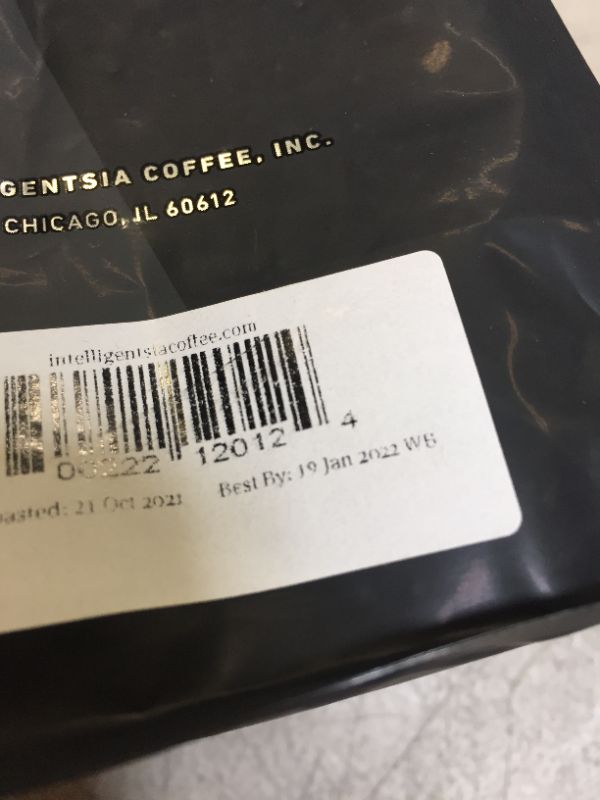 GENTSIA COFFEE, INC.
CHICAGO, IL 60612
intelligentsiacoffee.com
12012 4
Roasted: 21 Oct 2021
Best By: 19 Jan 2022 WB